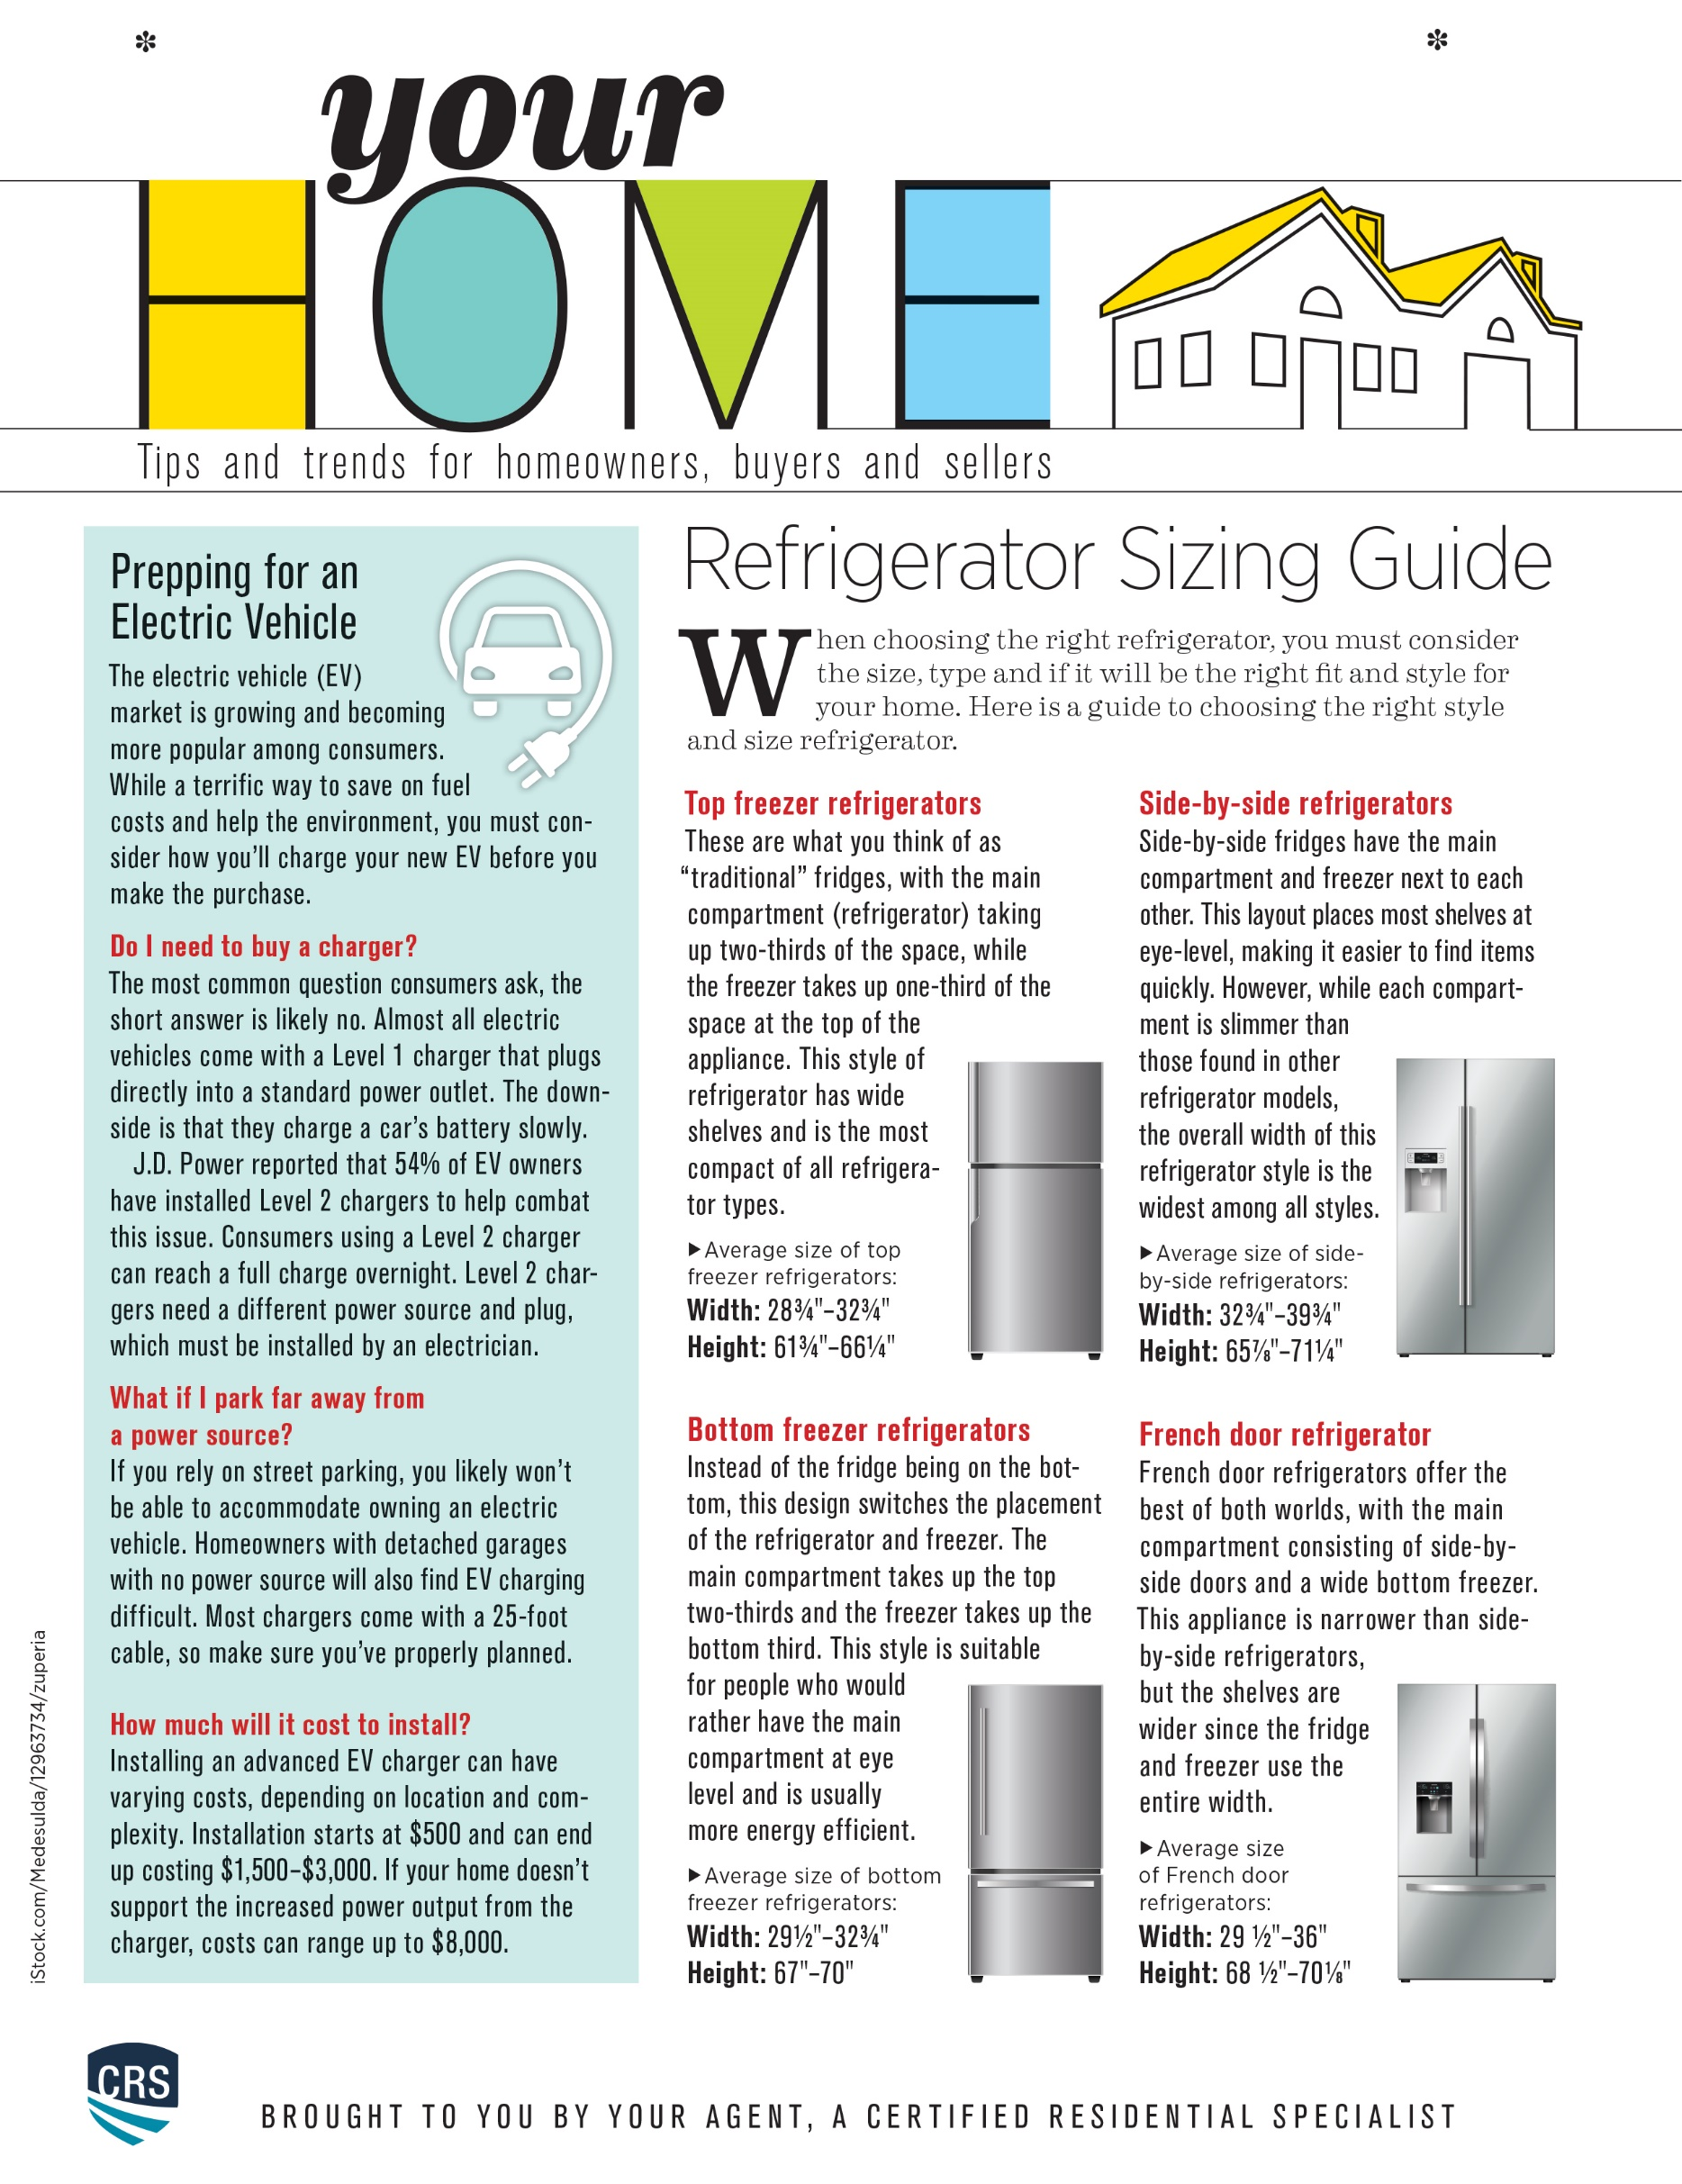 *
*
your
HOME
Tips and trends for homeowners, buyers and sellers
Prepping for an
Electric Vehicle
The electric vehicle (EV)
market is growing and becoming
more popular among consumers.
While a terrific way to save on fuel
costs and help the environment, you must con-
sider how you’ll charge your new EV before you
make the purchase.
Do I need to buy a charger?
The most common question consumers ask, the
short answer is likely no. Almost all electric
vehicles come with a Level 1 charger that plugs
directly into a standard power outlet. The down-
side is that they charge a car’s battery slowly.
J.D. Power reported that 54% of EV owners
have installed Level 2 chargers to help combat
this issue. Consumers using a Level 2 charger
can reach a full charge overnight. Level 2 char-
gers need a different power source and plug,
which must be installed by an electrician.
What if I park far away from
a power source?
If you rely on street parking, you likely won’t
be able to accommodate owning an electric
vehicle. Homeowners with detached garages
with no power source will also find EV charging
difficult. Most chargers come with a 25-foot
cable, so make sure you’ve properly planned.
How much will it cost to install?
Installing an advanced EV charger can have
varying costs, depending on location and com-
plexity. Installation starts at $500 and can end
up costing $1,500–$3,000. If your home doesn’t
support the increased power output from the
charger, costs can range up to $8,000.
iStock.com/Medesulda/12963734/zuperia
Refrigerator Sizing Guide
When choosing the right refrigerator, you must consider
the size, type and if it will be the right fit and style for
your home. Here is a guide to choosing the right style
and size refrigerator.
Top freezer refrigerators
These are what you think of as
“traditional” fridges, with the main
compartment (refrigerator) taking
up two-thirds of the space, while
the freezer takes up one-third of the
space at the top of the
appliance. This style of
refrigerator has wide
shelves and is the most
compact of all refrigera-
tor types.
▶Average size of top
freezer refrigerators:
Width: 28¾"–32¾"
Height: 61¾"–66¼"
Bottom freezer refrigerators
Instead of the fridge being on the bot-
tom, this design switches the placement
of the refrigerator and freezer. The
main compartment takes up the top
two-thirds and the freezer takes up the
bottom third. This style is suitable
for people who would
rather have the main
compartment at eye
level and is usually
more energy efficient.
▶Average size of bottom
freezer refrigerators:
Width: 29½"–32¾"
Height: 67"–70"
Side-by-side refrigerators
Side-by-side fridges have the main
compartment and freezer next to each
other. This layout places most shelves at
eye-level, making it easier to find items
quickly. However, while each compart-
ment is slimmer than
those found in other
refrigerator models,
the overall width of this
refrigerator style is the
widest among all styles.
▶Average size of side-
by-side refrigerators:
Width: 32¾"–39¾"
Height: 65⅞"–71¼"
French door refrigerator
French door refrigerators offer the
best of both worlds, with the main
compartment consisting of side-by-
side doors and a wide bottom freezer.
This appliance is narrower than side-
by-side refrigerators,
but the shelves are
wider since the fridge
and freezer use the
entire width.
▶Average size
of French door
refrigerators:
Width: 29 ½"–36"
Height: 68 ½"–70⅛"
CRS
BROUGHT TO YOU BY YOUR AGENT, A CERTIFIED RESIDENTIAL SPECIALIST